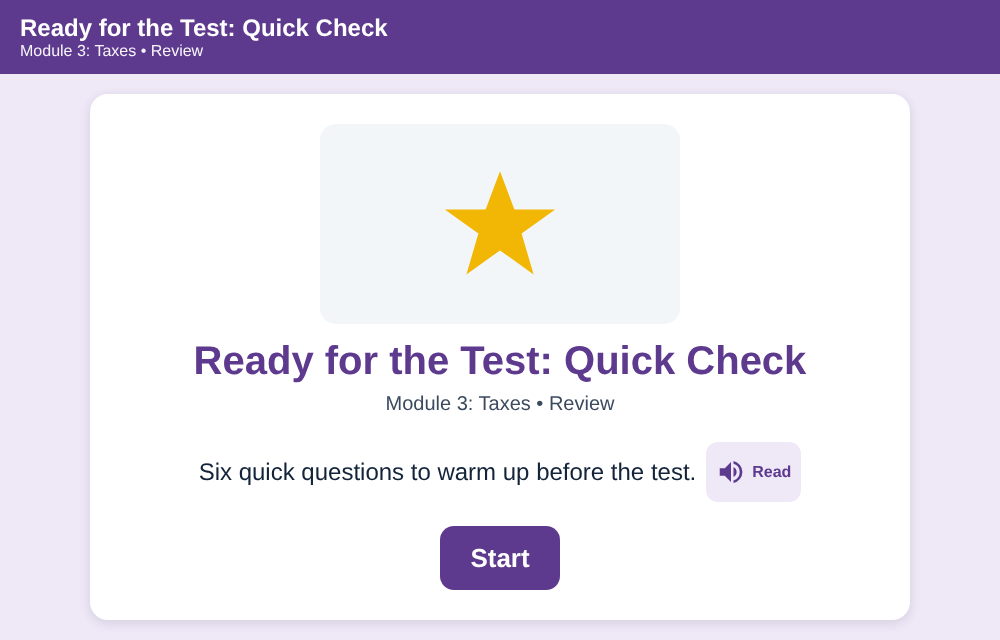 Ready for the Test: Quick Check
Module 3: Taxes • Review
Ready for the Test: Quick Check
Module 3: Taxes • Review
Six quick questions to warm up before the test.
Read
Start